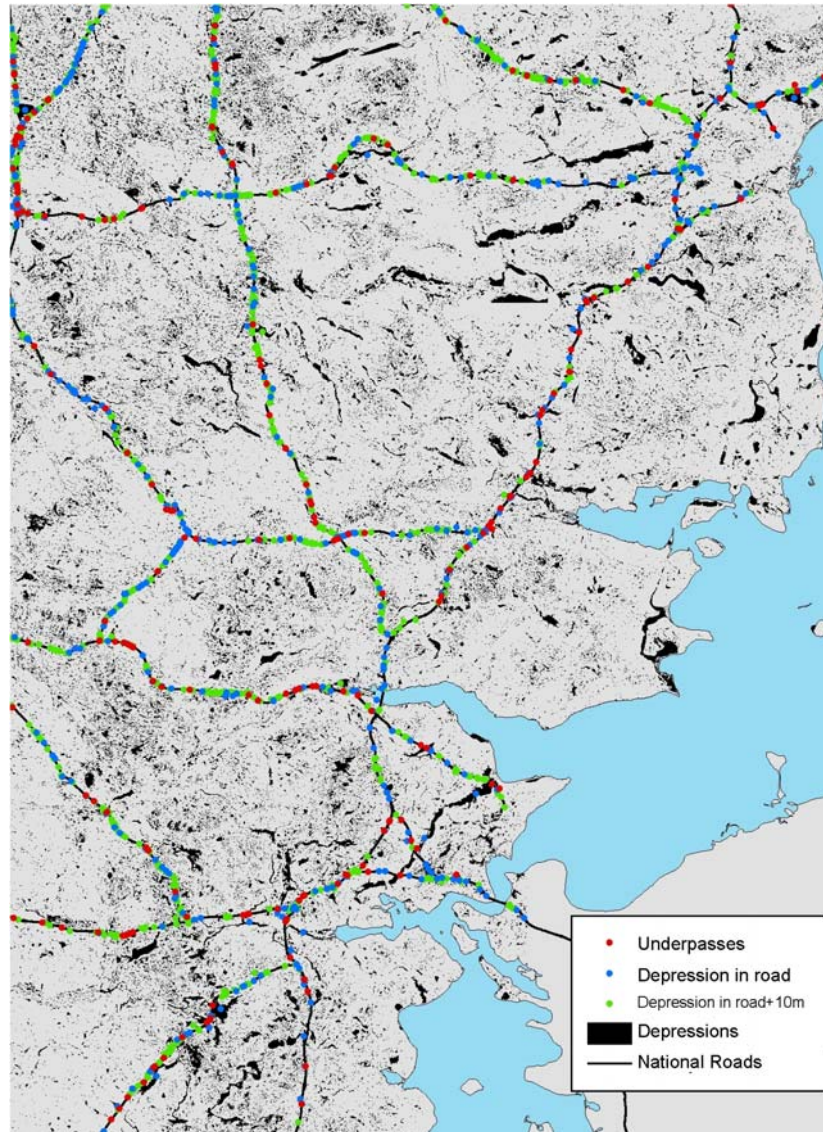 Underpasses
Depression in road
Depression in road+10m
Depressions
National Roads